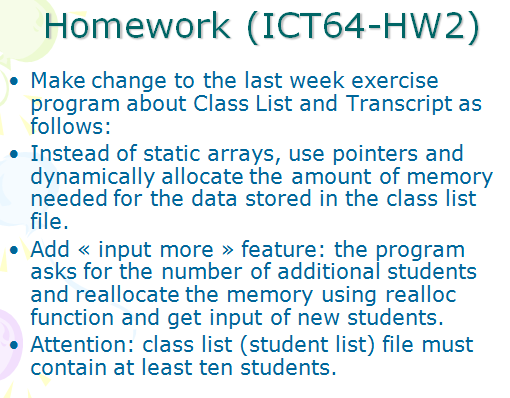 Homework (ICT64-HW2)
• Make change to the last week exercise
program about Class List and Transcript as
follows:
• Instead of static arrays, use pointers and
dynamically allocate the amount of memory
needed for the data stored in the class list
file.
• Add « input more » feature: the program
asks for the number of additional students
and reallocate the memory using realloc
function and get input of new students.
• Attention: class list (student list) file must
contain at least ten students.